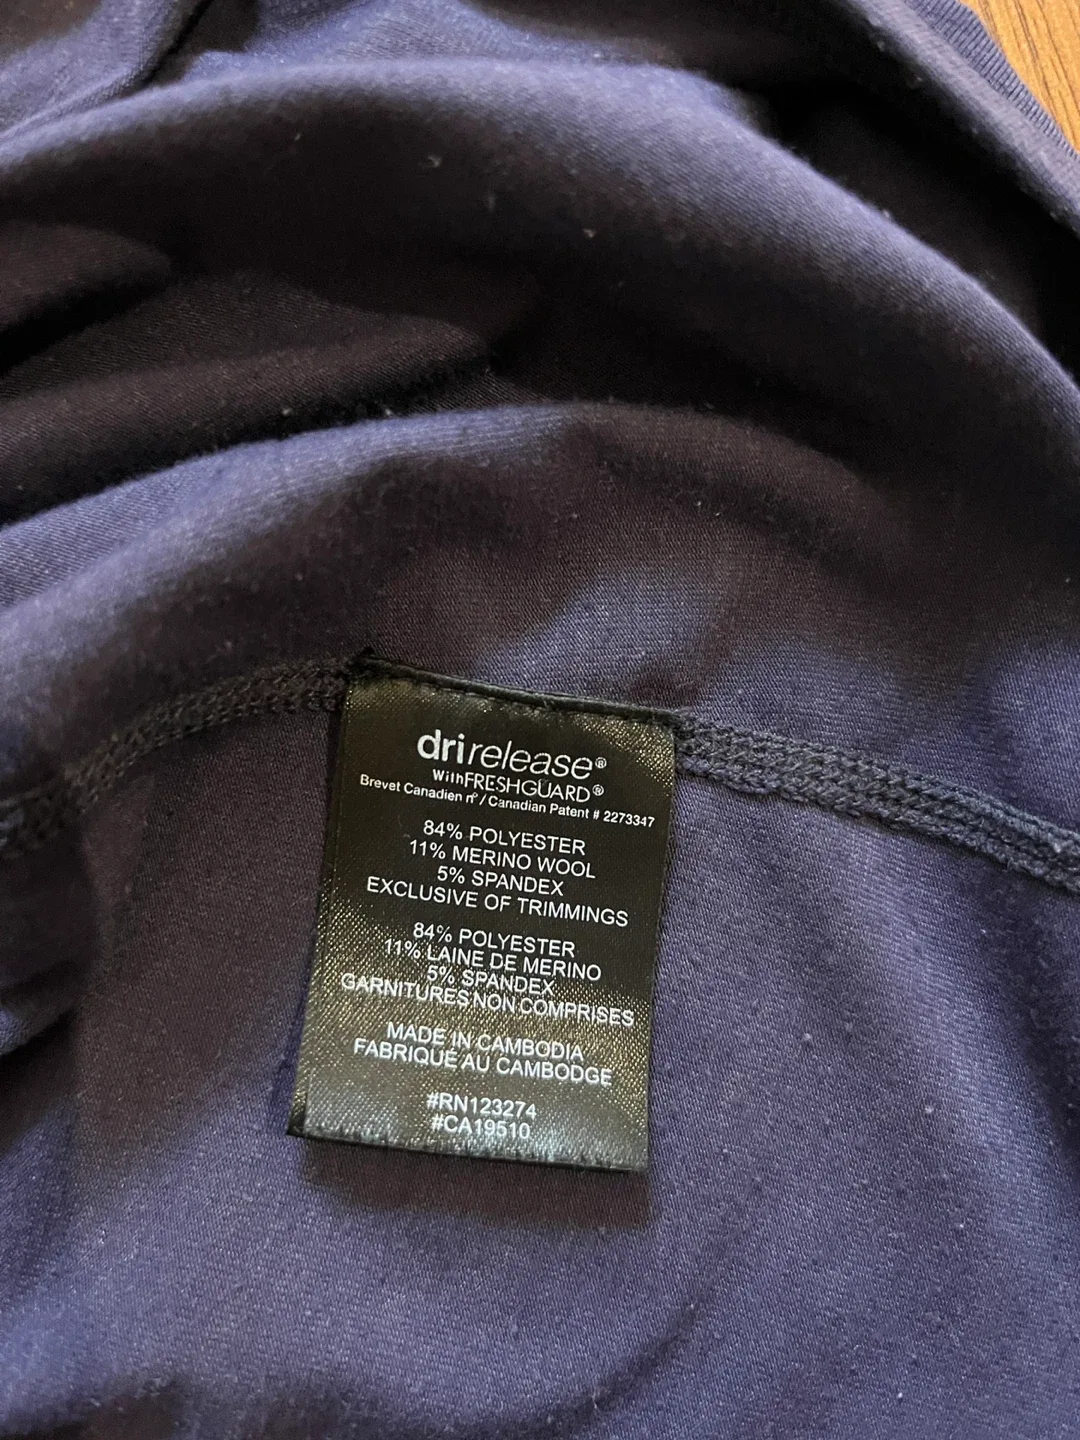 drirelease®
WithFRESHGUARD®
Brevet Canadien nº / Canadian Patent # 2273347
84% POLYESTER
11% MERINO WOOL
5% SPANDEX
EXCLUSIVE OF TRIMMINGS
84% POLYESTER
11% LAINE DE MERINO
5% SPANDEX
GARNITURES NON COMPRISES
MADE IN CAMBODIA
FABRIQUÉ AU CAMBODGE
#RN123274
#CA19510